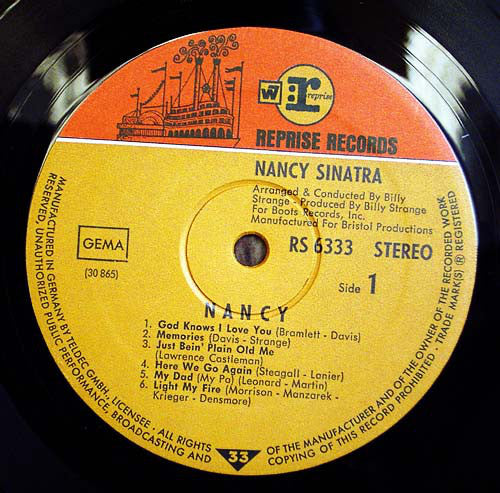 W7
r
reprise
REPRISE RECORDS
NANCY SINATRA
Arranged & Conducted By Billy
Strange - Produced By Billy Strange
For Boots Records, Inc.
Manufactured For Bristol Productions
GEMA
(30 865)
RS 6333 STEREO
Side 1
NANCY
1. God Knows I Love You (Bramlett - Davis)
2. Memories (Davis - Strange)
3. Just Bein' Plain Old Me
(Lawrence Castleman)
4. Here We Go Again (Steagall - Lanier)
5. My Dad (My Pa) (Leonard - Martin)
6. Light My Fire (Morrison - Manzarek -
Krieger - Densmore)
33
MANUFACTURED IN GERMANY BY TELDEC GMBH., LICENSEE · ALL RIGHTS OF THE MANUFACTURER AND OF THE OWNER OF THE RECORDED WORK
RESERVED, UNAUTHORIZED PUBLIC PERFORMANCE, BROADCASTING AND COPYING OF THIS RECORD PROHIBITED · TRADE MARK(S) ® REGISTERED